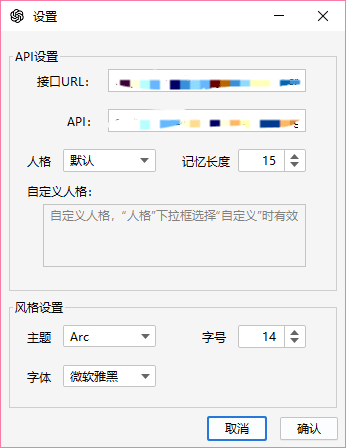 设置
API设置
接口URL：
API：
人格 默认 记忆长度 15
自定义人格：
自定义人格，“人格”下拉框选择“自定义”时有效
风格设置
主题 Arc 字号 14
字体 微软雅黑
取消 确认